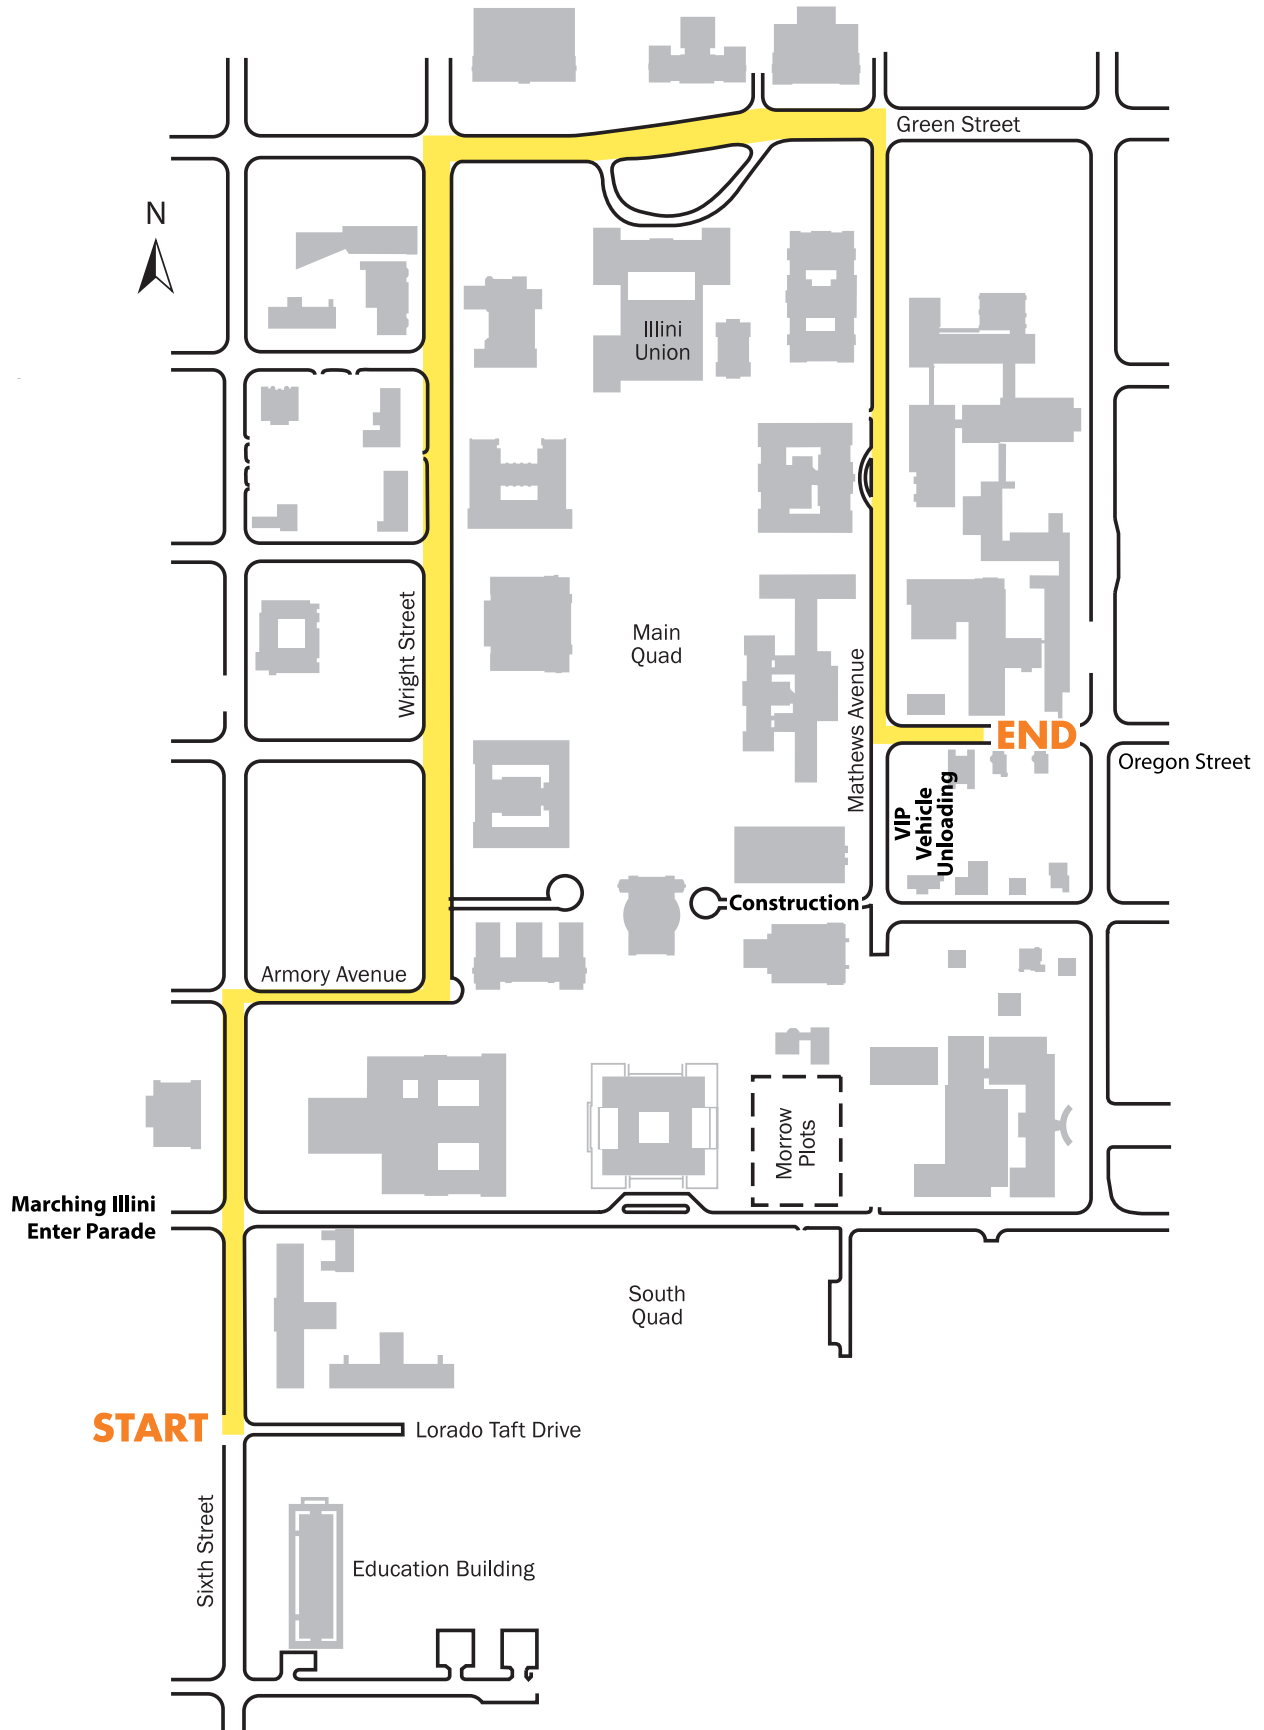 Green Street
N
Illini
Union
Wright Street
Main
Quad
Mathews Avenue
END
Oregon Street
VIP
Vehicle
Unloading
Construction
Armory Avenue
Morrow
Plots
Marching Illini
Enter Parade
South
Quad
START
Lorado Taft Drive
Sixth Street
Education Building